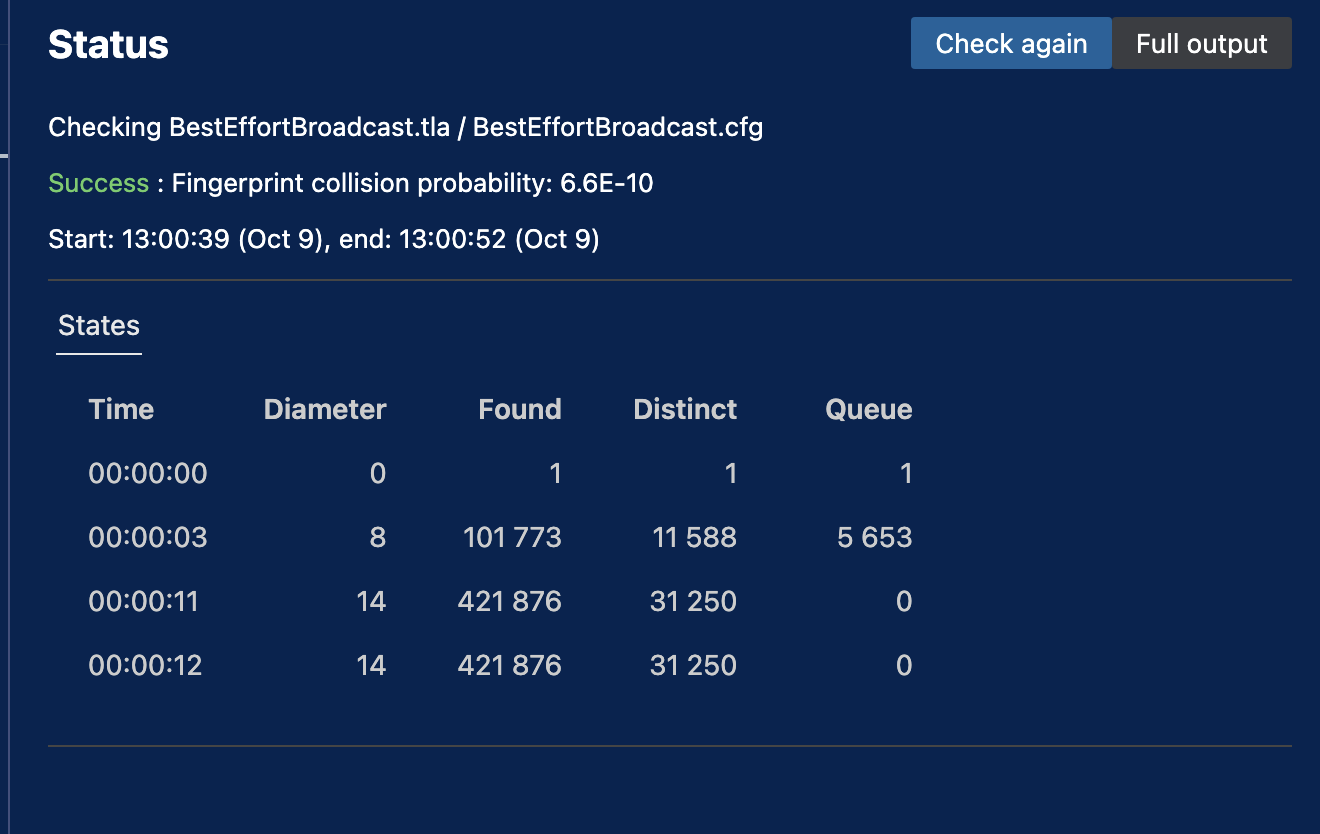 Status
Check again
Full output
Checking BestEffortBroadcast.tla / BestEffortBroadcast.cfg
Success : Fingerprint collision probability: 6.6E-10
Start: 13:00:39 (Oct 9), end: 13:00:52 (Oct 9)
States
Time Diameter Found Distinct Queue
00:00:00 0 1 1 1
00:00:03 8 101 773 11 588 5 653
00:00:11 14 421 876 31 250 0
00:00:12 14 421 876 31 250 0